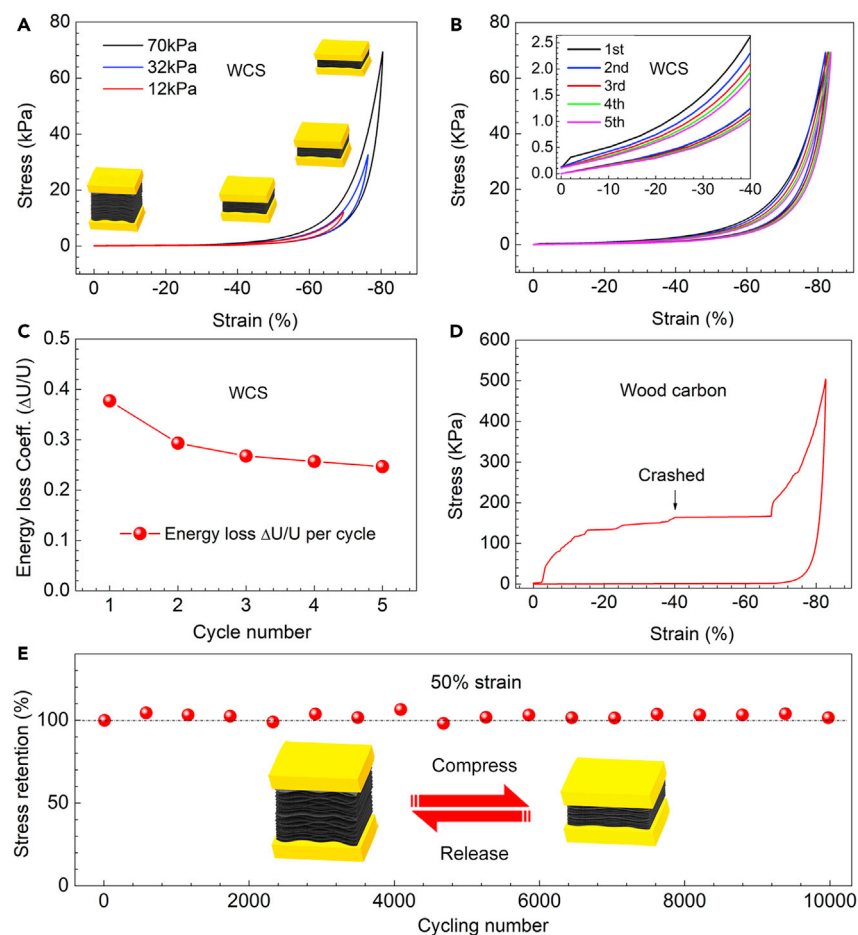 A
80
60
40
20
0
Stress (kPa)
70kPa
32kPa
12kPa
WCS
0
-20
-40
-60
-80
Strain (%)
B
80
60
40
20
0
Stress (KPa)
2.5
2.0
1.5
1.0
0.5
0.0
1st
2nd
3rd
4th
5th
WCS
-0
-10
-20
-30
-40
0
-20
-40
-60
-80
Strain (%)
C
0.5
0.4
0.3
0.2
0.1
0.0
Energy loss Coeff. (ΔU/U)
WCS
Energy loss ΔU/U per cycle
1
2
3
4
5
Cycle number
D
600
500
400
300
200
100
0
Stress (KPa)
Wood carbon
Crashed
0
-20
-40
-60
-80
Strain (%)
E
100
50
0
Stress retention (%)
50% strain
Compress
Release
0
2000
4000
6000
8000
10000
Cycling number